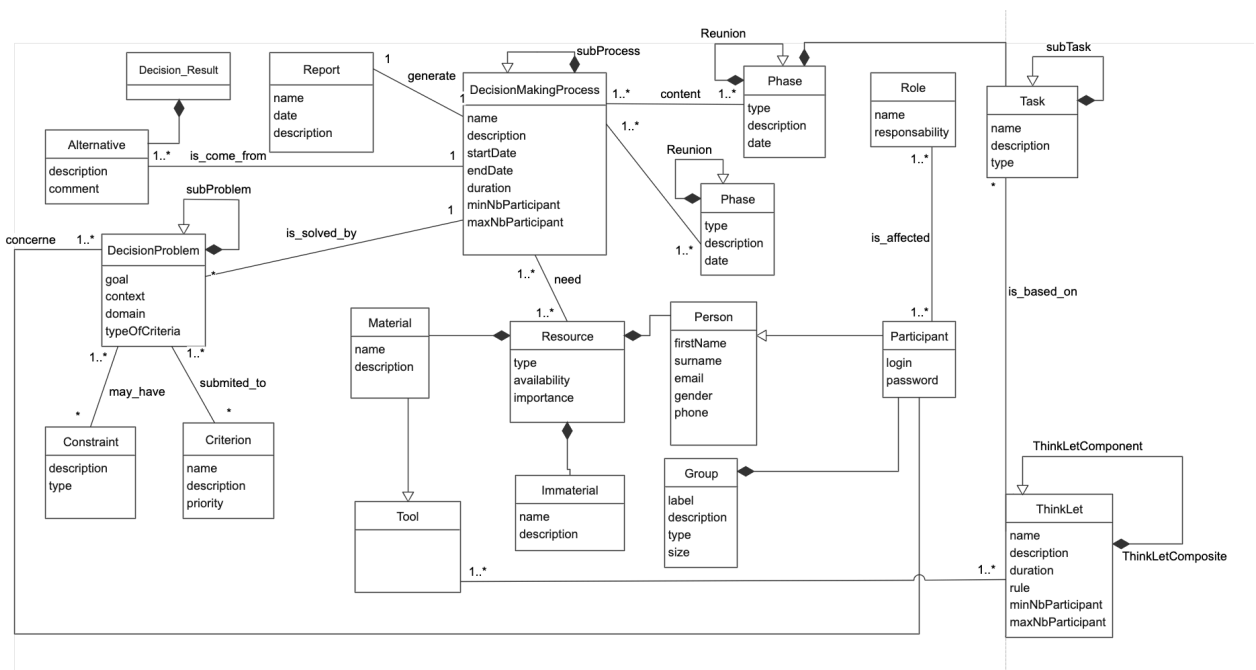 Reunion
subProcess
subTask
Decision_Result
Report
name
date
description
1
generate
1
DecisionMakingProcess
name
description
startDate
endDate
duration
minNbParticipant
maxNbParticipant
1..*
content
1..*
Phase
type
description
date
Role
name
responsability
1..*
Task
name
description
type
*
Alternative
description
comment
1..*
is_come_from
1
1..*
Reunion
Phase
type
description
date
1..*
subProblem
concerne
1..*
DecisionProblem
goal
context
domain
typeOfCriteria
*
is_solved_by
1
is_affected
1..*
need
1..*
is_based_on
Material
name
description
Resource
type
availability
importance
Person
firstName
surname
email
gender
phone
1..*
Participant
login
password
1..*
may_have
*
1..*
submited_to
*
Constraint
description
type
Criterion
name
description
priority
Group
label
description
type
size
Immaterial
name
description
Tool
1..*
1..*
ThinkLetComponent
ThinkLet
name
description
duration
rule
minNbParticipant
maxNbParticipant
ThinkLetComposite